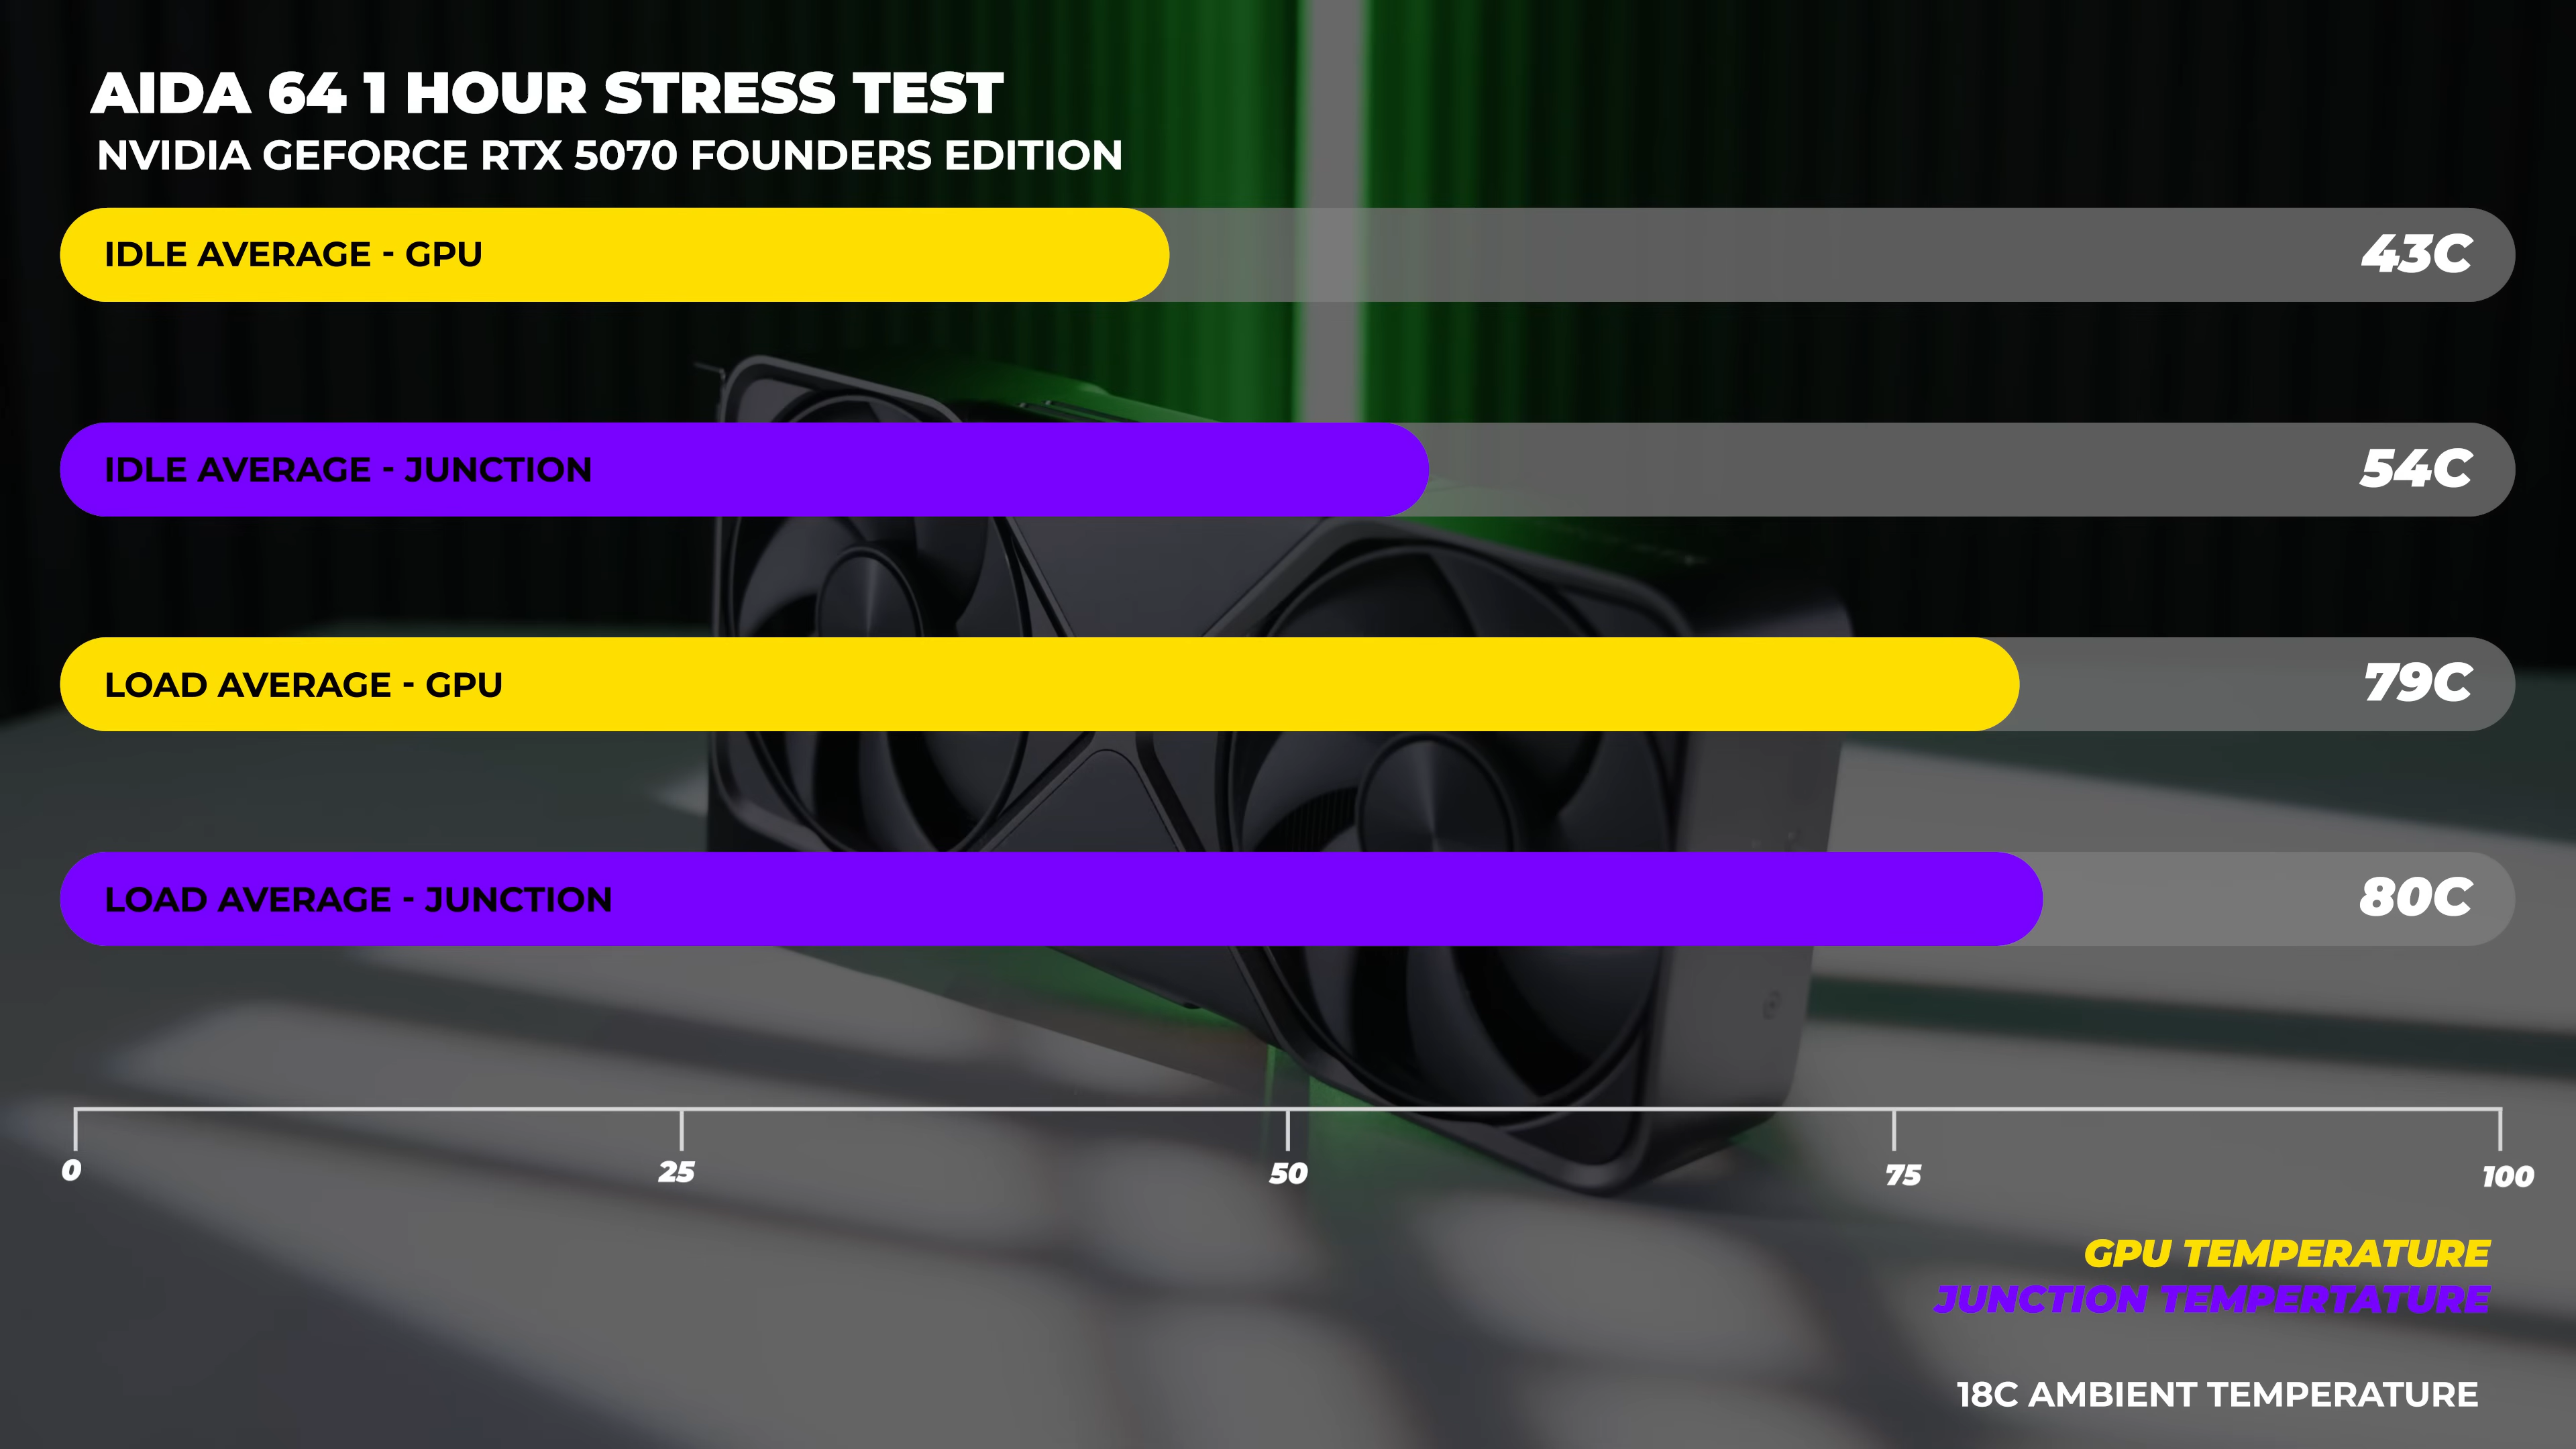 AIDA 64 1 HOUR STRESS TEST
NVIDIA GEFORCE RTX 5070 FOUNDERS EDITION
IDLE AVERAGE - GPU 43C
IDLE AVERAGE - JUNCTION 54C
LOAD AVERAGE - GPU 79C
LOAD AVERAGE - JUNCTION 80C
0 25 50 75 100
GPU TEMPERATURE
JUNCTION TEMPERTATURE
18C AMBIENT TEMPERATURE